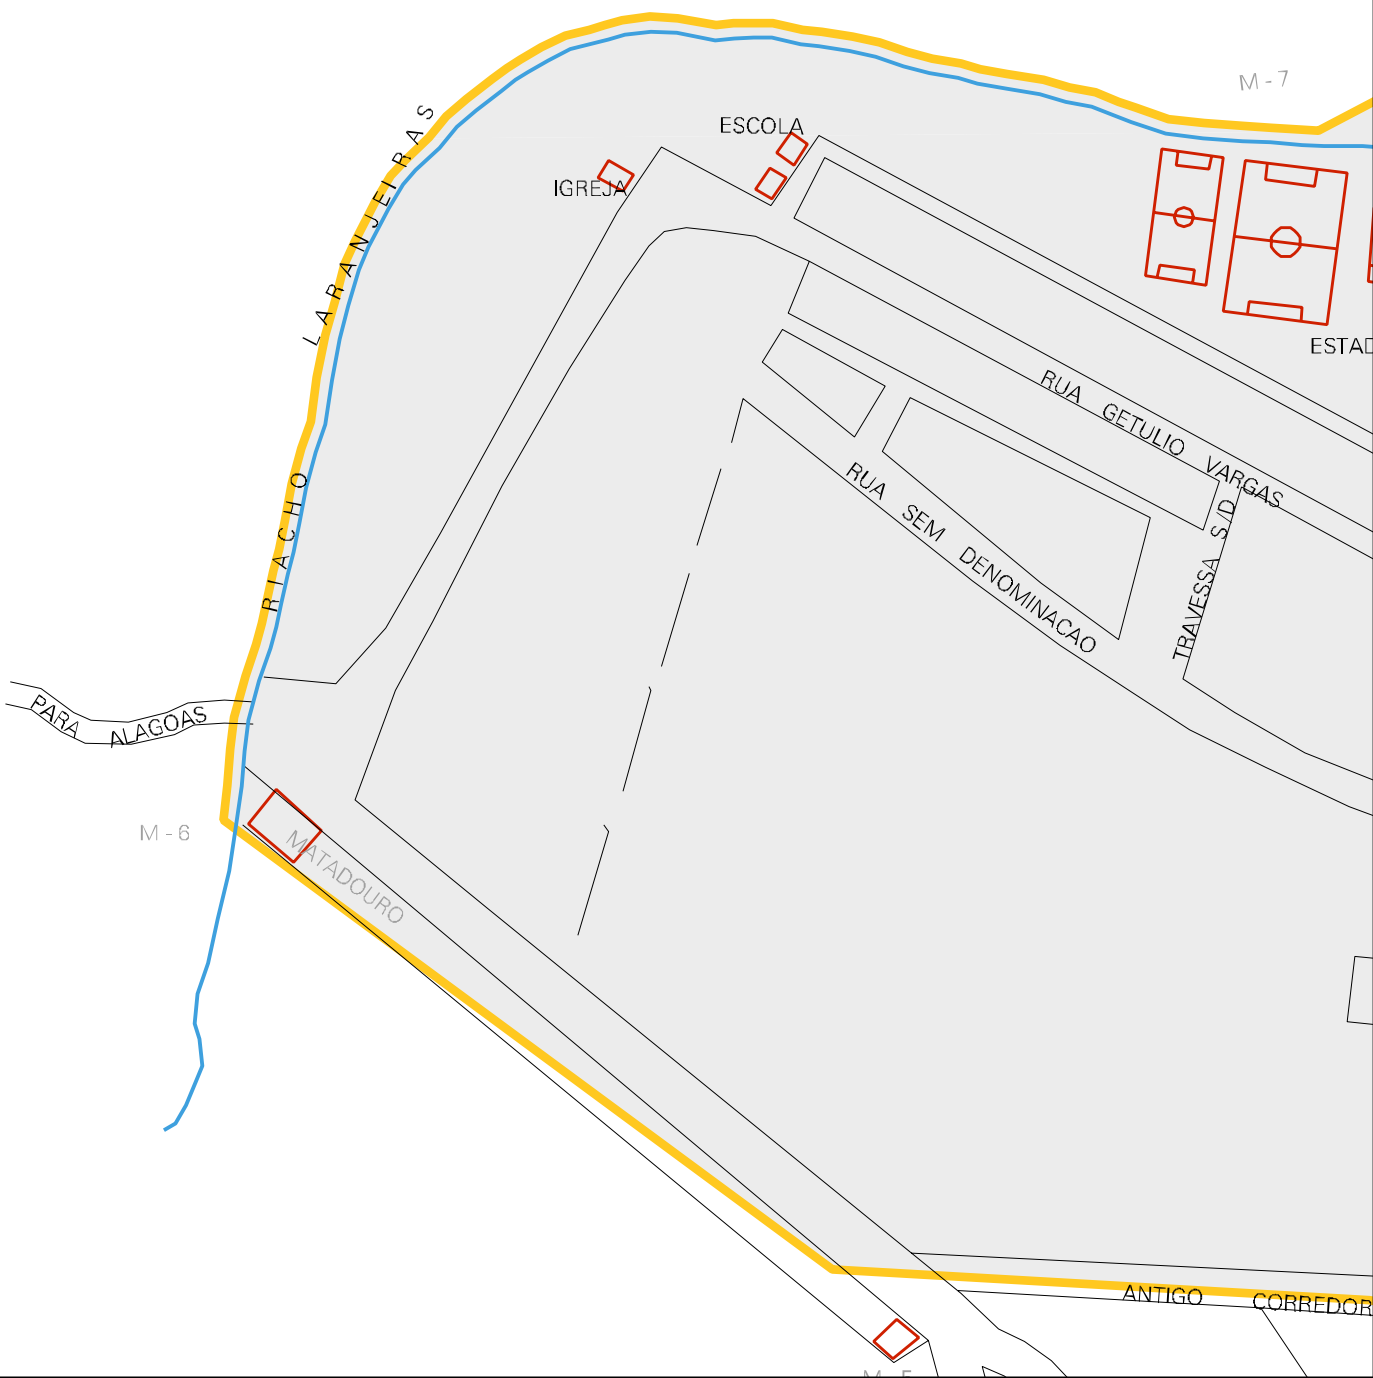 M - 7
ESCOLA
IGREJA
RIACHO LARANJEIRAS
ESTAD
RUA GETULIO VARGAS
RUA SEM DENOMINACAO
TRAVESSA S/D
PARA ALAGOAS
M - 6
MATADOURO
ANTIGO CORREDOR
M - 5